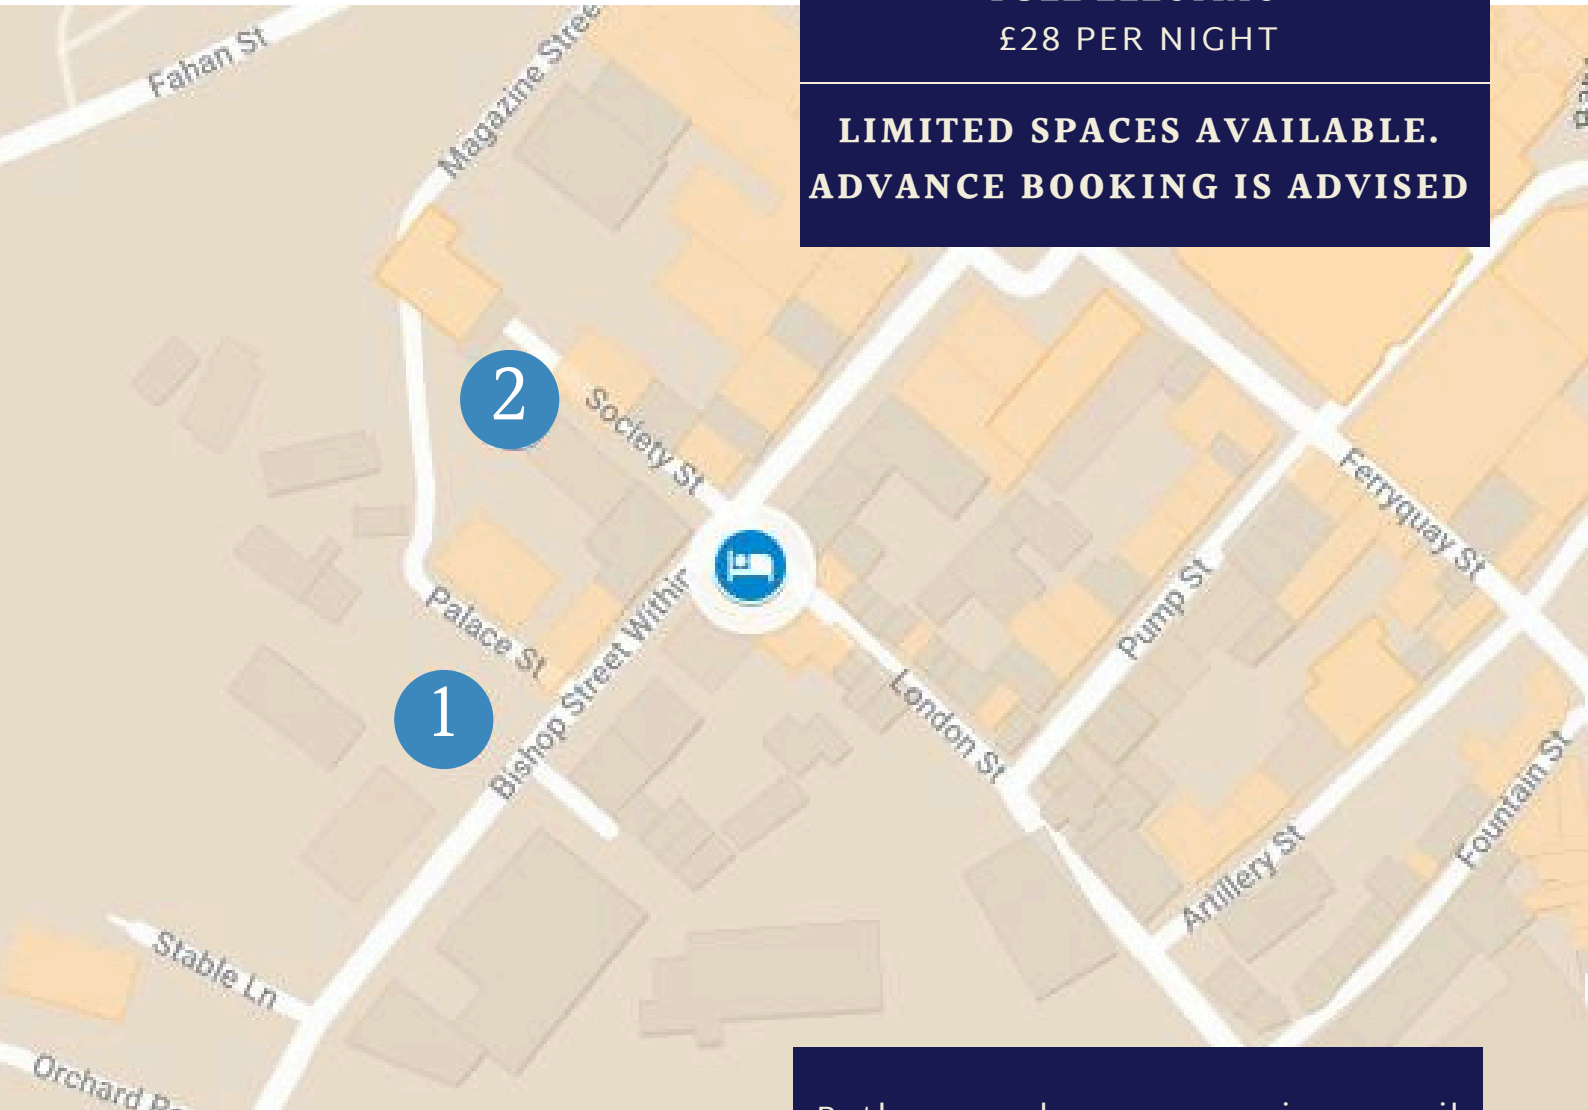 £28 PER NIGHT
LIMITED SPACES AVAILABLE.
ADVANCE BOOKING IS ADVISED
Fahan St
Magazine Stree
2
Society St
Ferryquay St
Palace St
Bishop Street Within
Pump St
1
London St
Fountain St
Artillery St
Stable Ln
Orchard